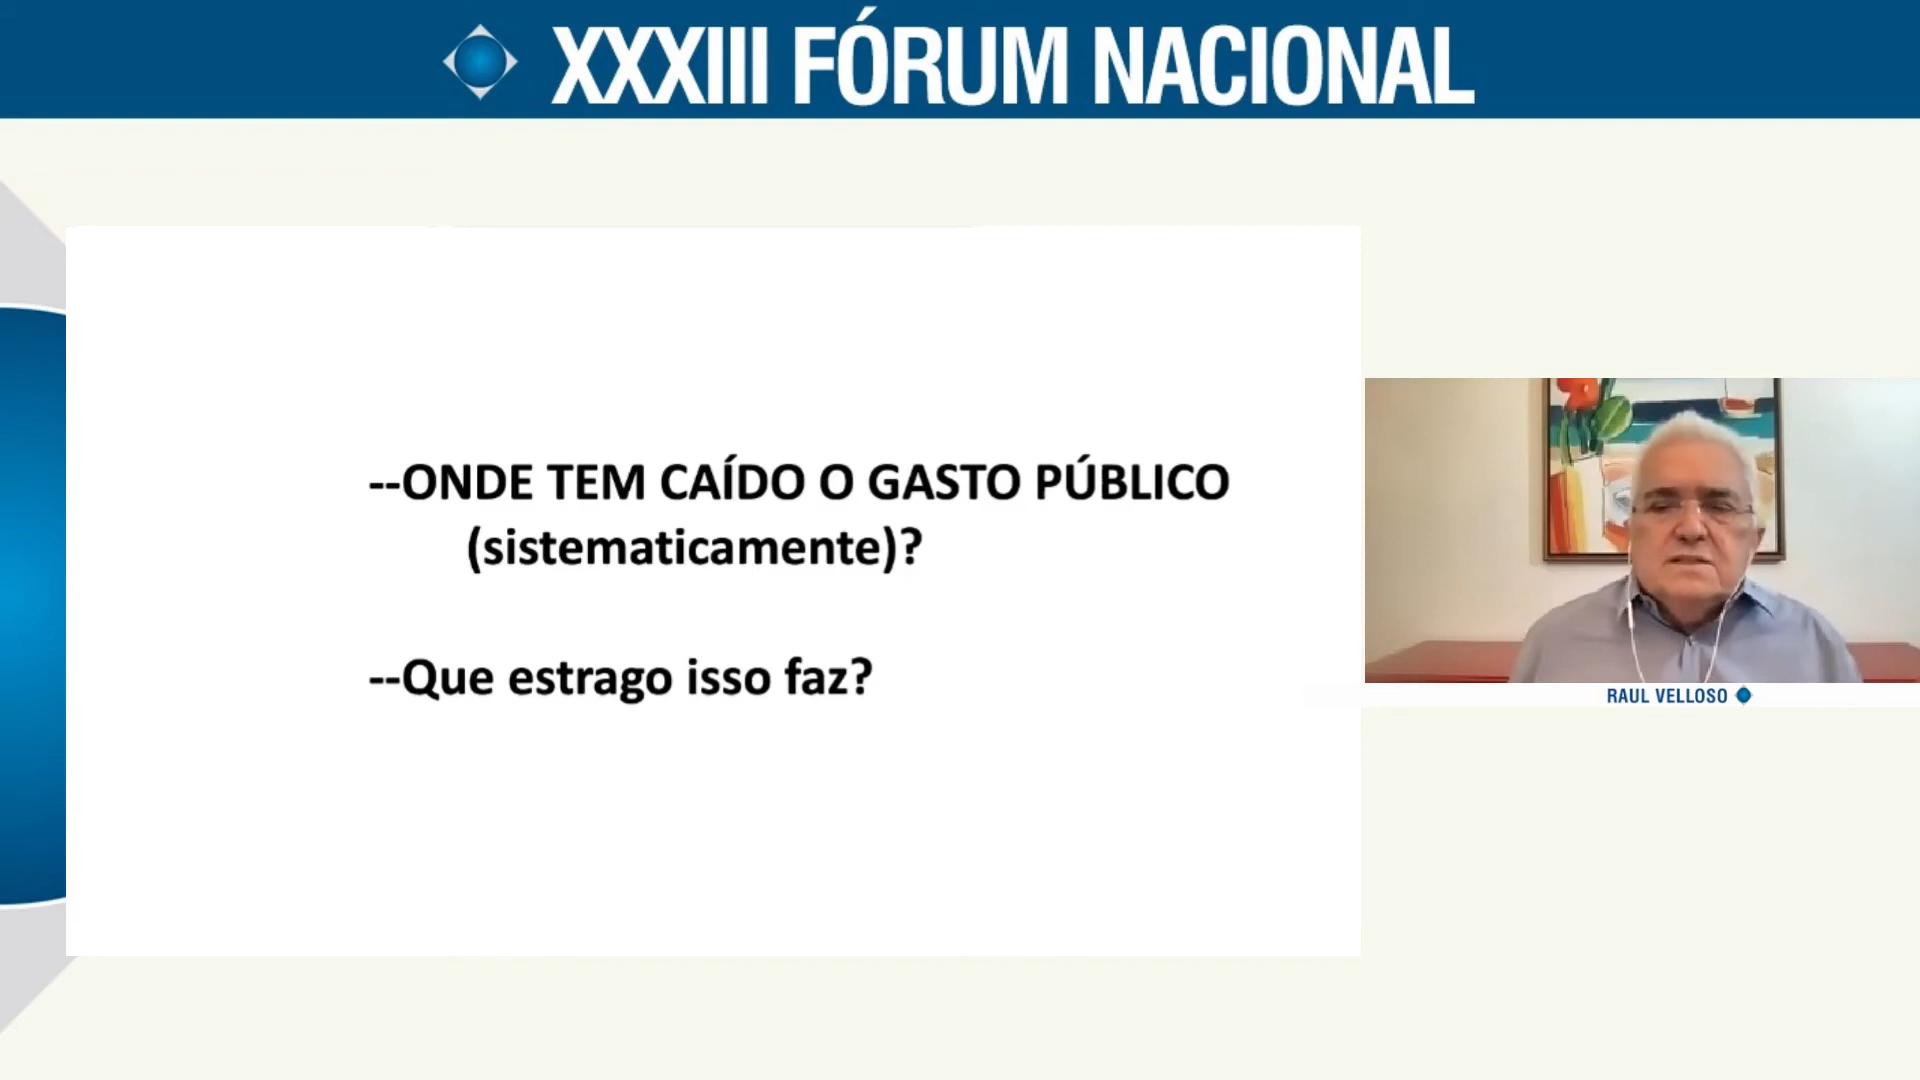 XXXIII FÓRUM NACIONAL
--ONDE TEM CAÍDO O GASTO PÚBLICO
(sistematicamente)?
--Que estrago isso faz?
RAUL VELLOSO